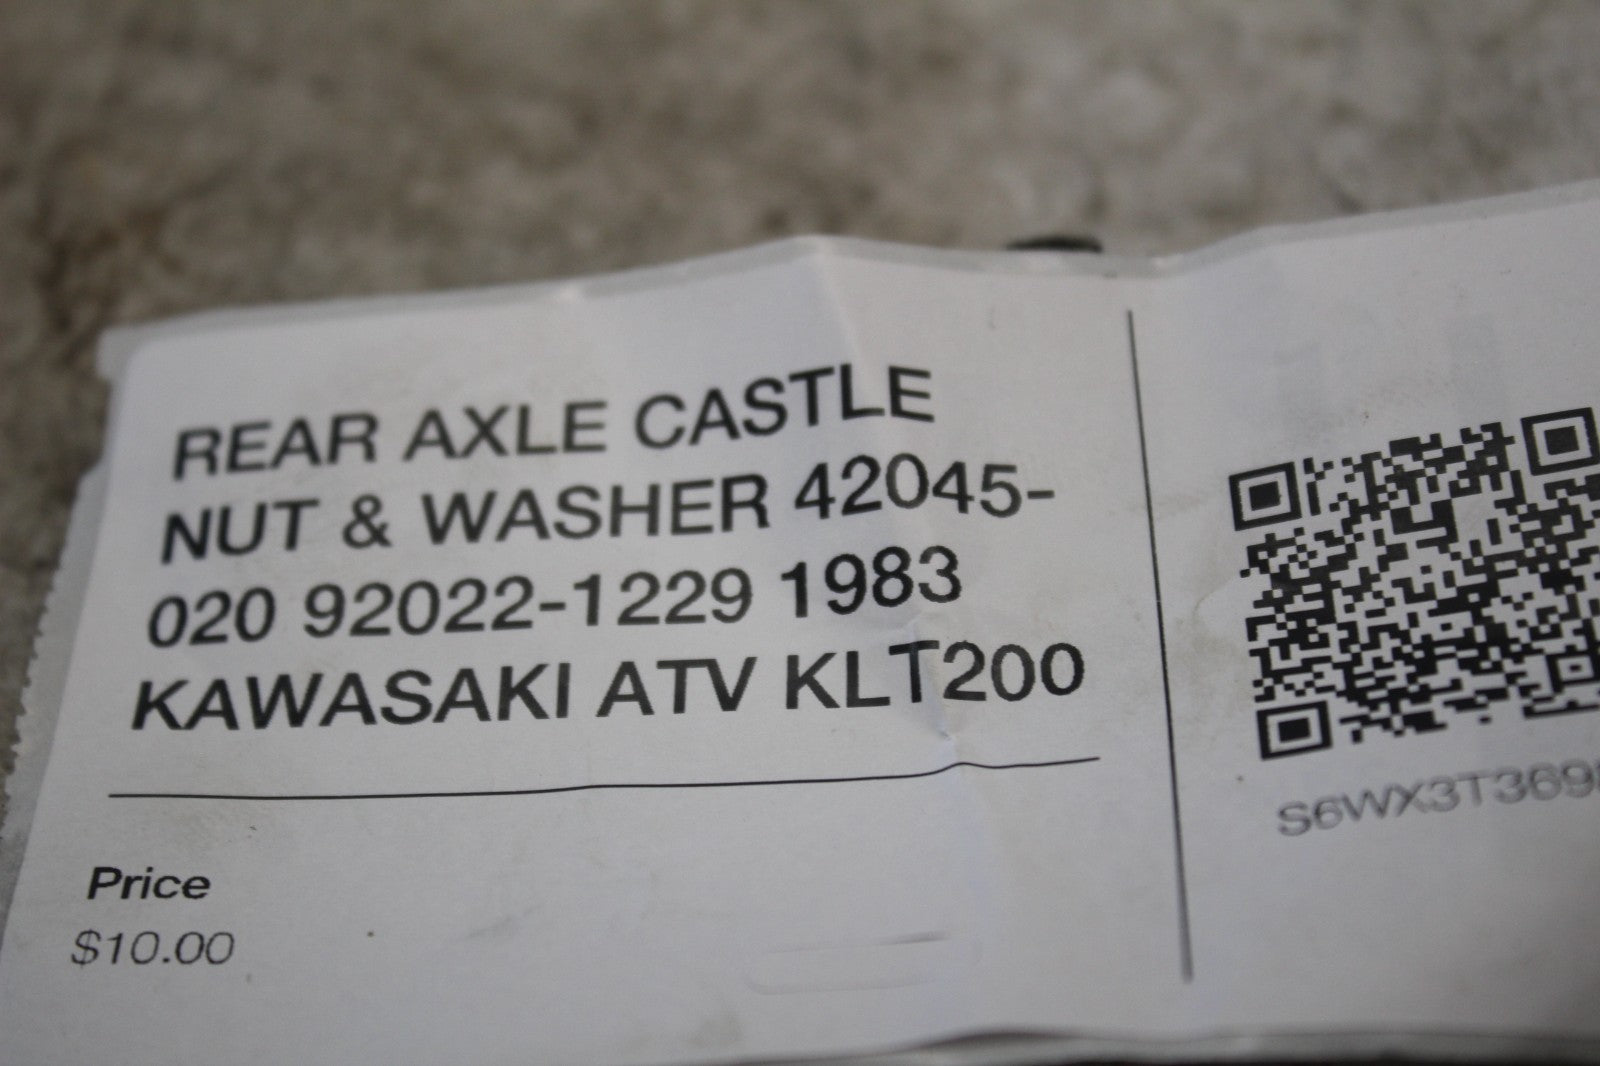 REAR AXLE CASTLE
NUT & WASHER 42045-
020 92022-1229 1983
KAWASAKI ATV KLT200
Price
$10.00
S6WX3T369